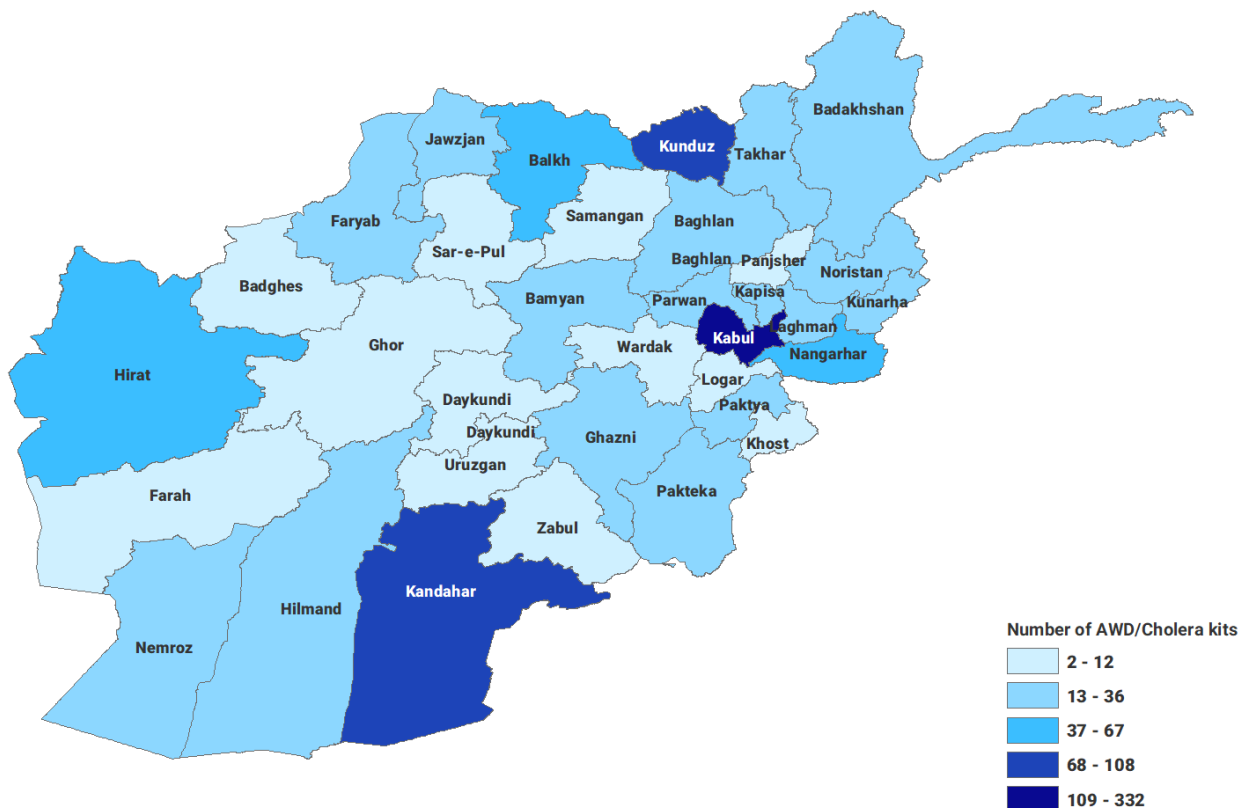 Badakhshan
Jawzjan
Kunduz
Balkh
Takhar
Samangan
Faryab
Baghlan
Sar-e-Pul
Baghlan
Panjsher
Noristan
Badghes
Kapisa
Bamyan
Parwan
Kunarha
Laghman
Kabul
Ghor
Wardak
Nangarhar
Hirat
Logar
Daykundi
Paktya
Daykundi
Ghazni
Khost
Uruzgan
Pakteka
Farah
Zabul
Kandahar
Hilmand
Nemroz
Number of AWD/Cholera kits
2 - 12
13 - 36
37 - 67
68 - 108
109 - 332